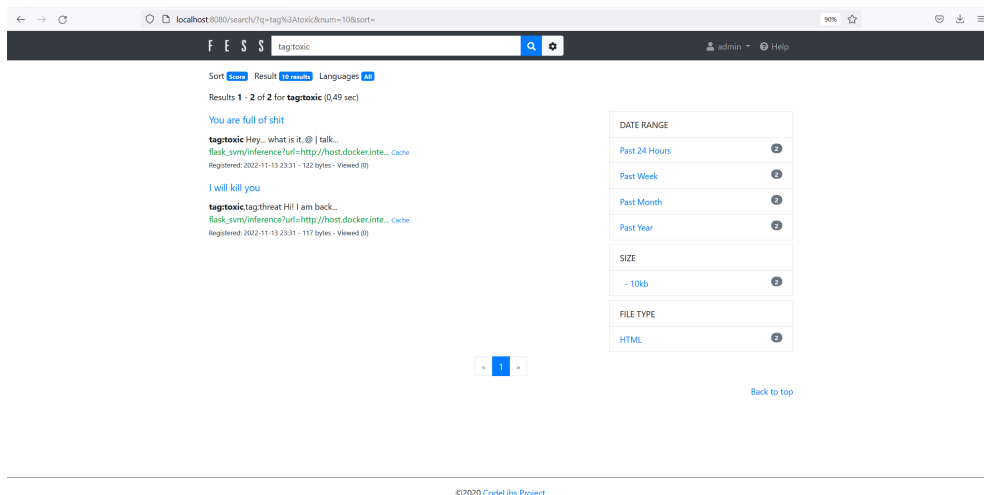 localhost:8080/search/?q=tag%3Atoxic&num=10&sort=
90%
F E S S
tag:toxic
admin
Help
Sort Score Result 10 results Languages All
Results 1 - 2 of 2 for tag:toxic (0,49 sec)
You are full of shit
tag:toxic Hey... what is it..@ | talk...
flask_svm/inference?url=http://host.docker.inte... Cache
Registered: 2022-11-13 23:31 - 122 bytes - Viewed (0)
I will kill you
tag:toxic,tag:threat Hi! I am back...
flask_svm/inference?url=http://host.docker.inte... Cache
Registered: 2022-11-13 23:31 - 117 bytes - Viewed (0)
DATE RANGE
Past 24 Hours 2
Past Week 2
Past Month 2
Past Year 2
SIZE
- 10kb 2
FILE TYPE
HTML 2
« 1 »
Back to top
©2020 CodeLibs Project